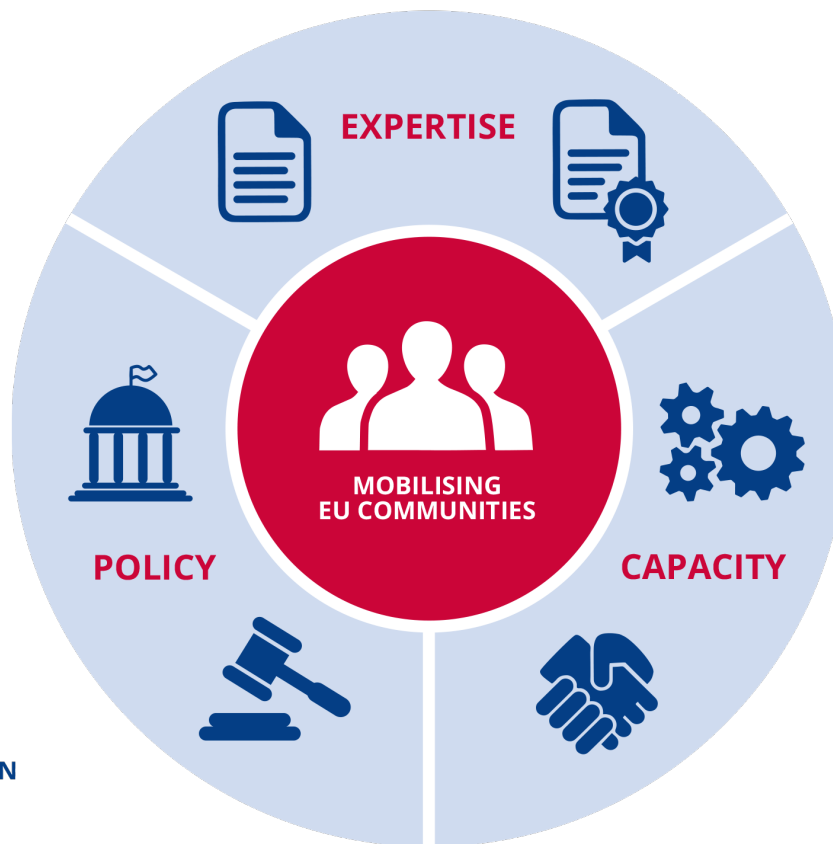 EXPERTISE
MOBILISING
EU COMMUNITIES
POLICY
CAPACITY
N